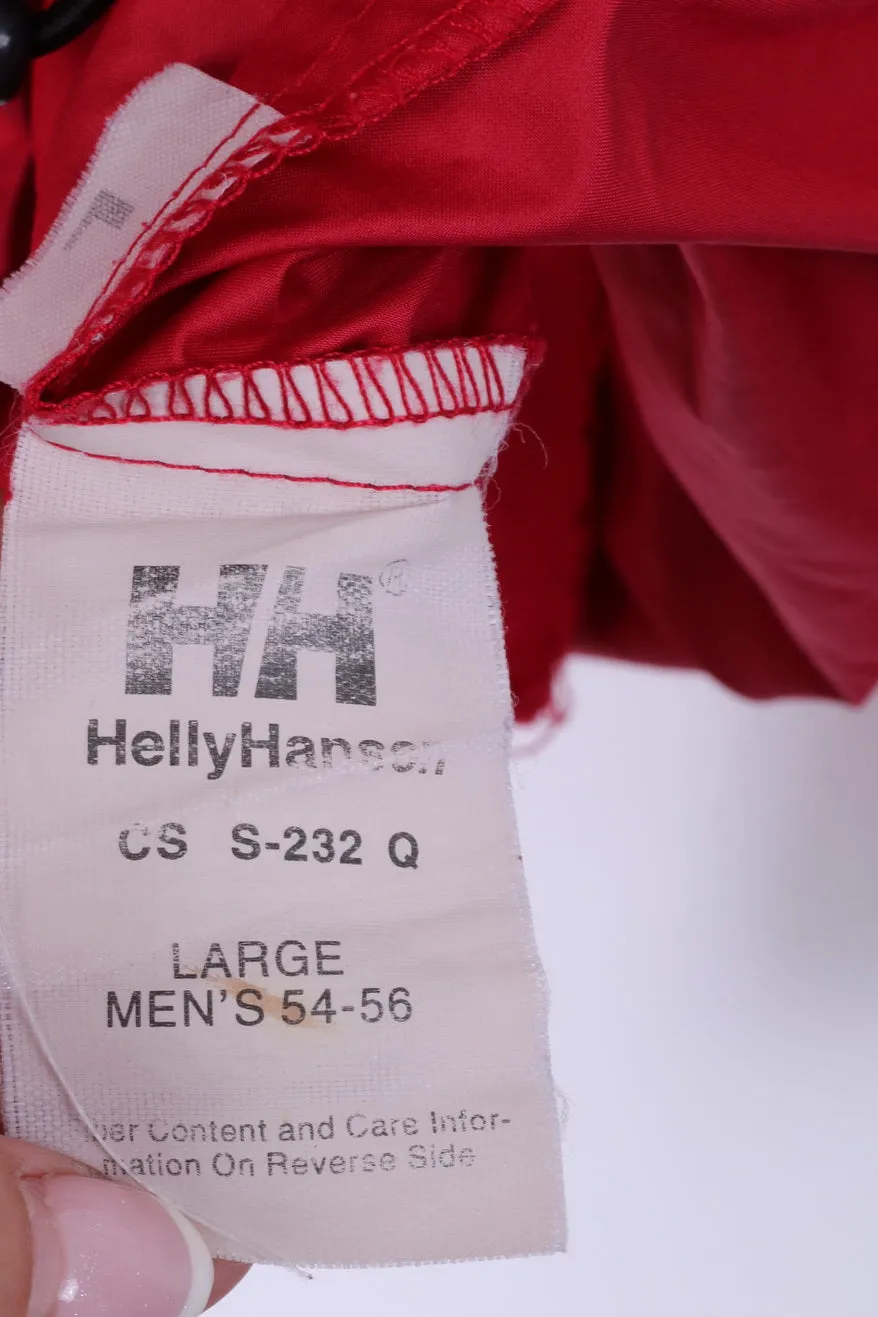 HH®
HellyHansen
CS S-232 Q
LARGE
MEN'S 54-56
Content and Care Infor-
mation On Reverse Side